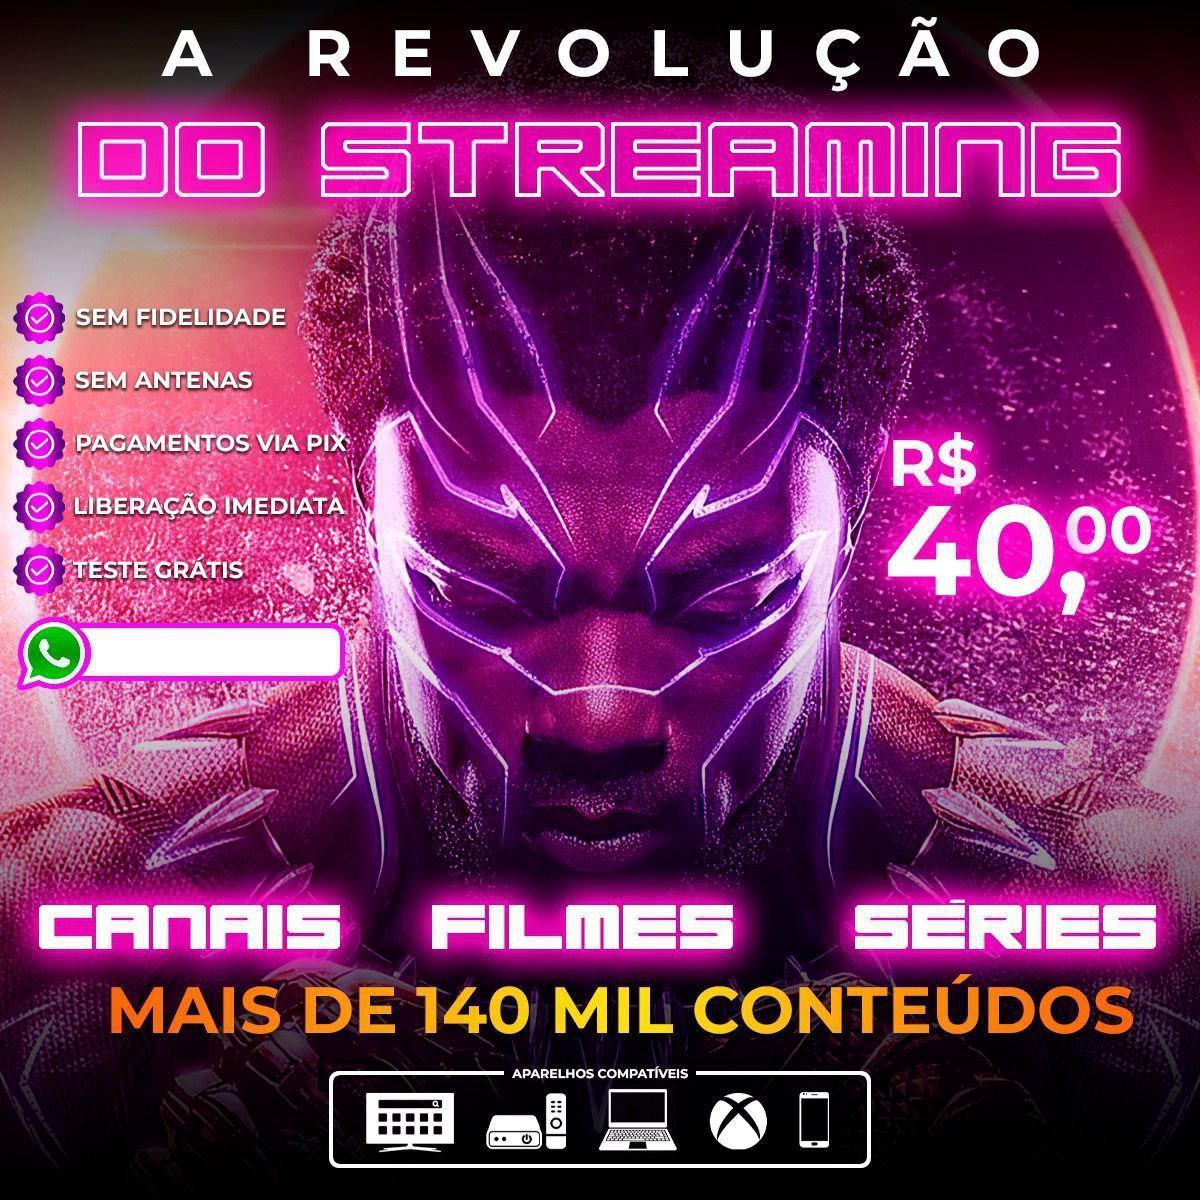 A REVOLUÇÃO
DO STREAMING
SEM FIDELIDADE
SEM ANTENAS
PAGAMENTOS VIA PIX
LIBERAÇÃO IMEDIATA
TESTE GRÁTIS
R$
40,00
CANAIS FILMES SÉRIES
MAIS DE 140 MIL CONTEÚDOS
APARELHOS COMPATÍVEIS